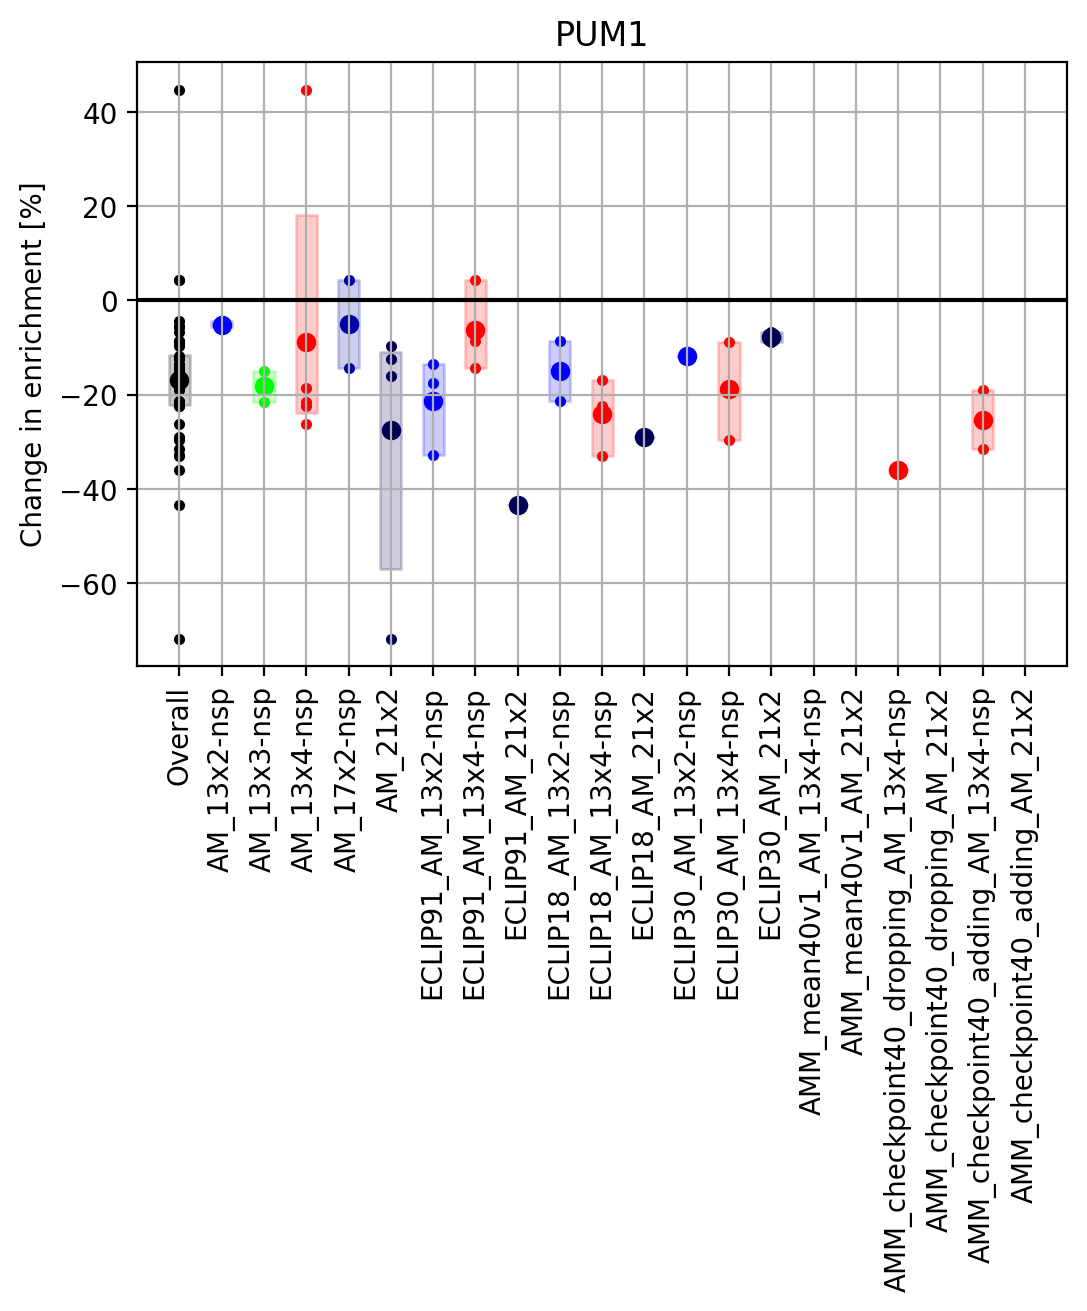 PUM1
Change in enrichment [%]
40
20
0
−20
−40
−60
Overall
AM_13x2-nsp
AM_13x3-nsp
AM_13x4-nsp
AM_17x2-nsp
AM_21x2
ECLIP91_AM_13x2-nsp
ECLIP91_AM_13x4-nsp
ECLIP91_AM_21x2
ECLIP18_AM_13x2-nsp
ECLIP18_AM_13x4-nsp
ECLIP18_AM_21x2
ECLIP30_AM_13x2-nsp
ECLIP30_AM_13x4-nsp
ECLIP30_AM_21x2
AMM_mean40v1_AM_13x4-nsp
AMM_mean40v1_AM_21x2
AMM_checkpoint40_dropping_AM_13x4-nsp
AMM_checkpoint40_dropping_AM_21x2
AMM_checkpoint40_adding_AM_13x4-nsp
AMM_checkpoint40_adding_AM_21x2